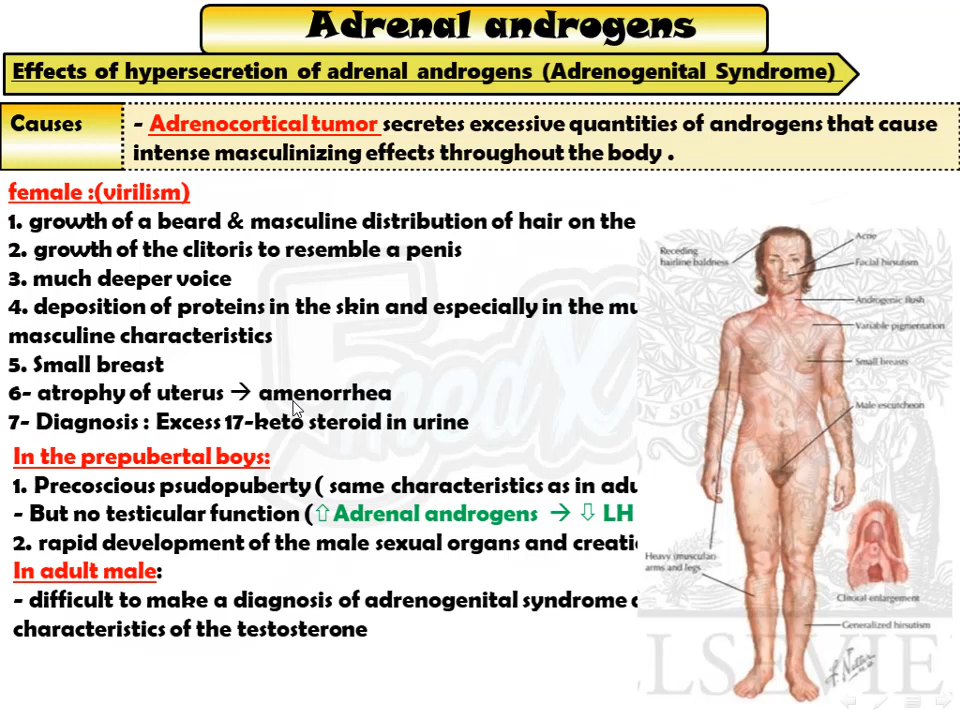 Adrenal androgens
Effects of hypersecretion of adrenal androgens (Adrenogenital Syndrome)
Causes
- Adrenocortical tumor secretes excessive quantities of androgens that cause
intense masculinizing effects throughout the body .
female :(virilism)
1. growth of a beard & masculine distribution of hair on the
2. growth of the clitoris to resemble a penis
3. much deeper voice
4. deposition of proteins in the skin and especially in the mu
masculine characteristics
5. Small breast
6- atrophy of uterus → amenorrhea
7- Diagnosis : Excess 17-keto steroid in urine
In the prepubertal boys:
1. Precoscious psudopuberty ( same characteristics as in adu
- But no testicular function (⇧Adrenal androgens → ⇩ LH
2. rapid development of the male sexual organs and creati
In adult male:
- difficult to make a diagnosis of adrenogenital syndrome
characteristics of the testosterone
Receding
hairline baldness
Acne
Facial hirsutism
Androgenic flush
Variable pigmentation
Small breasts
Male escutcheon
Heavy (muscular)
arms and legs
Clitoral enlargement
Generalized hirsutism
ELSEVIE
F. Netter
5medX